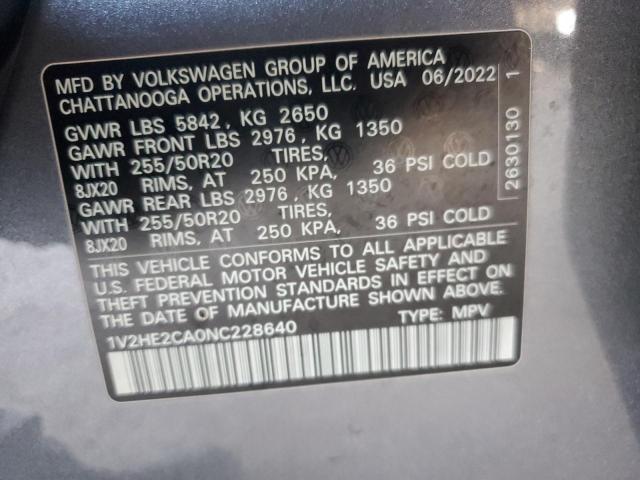 MFD BY VOLKSWAGEN GROUP OF AMERICA
CHATTANOOGA OPERATIONS, LLC. USA 06/2022
GVWR LBS 5842, KG 2650
GAWR FRONT LBS 2976, KG 1350
WITH 255/50R20 TIRES,
8JX20 RIMS, AT 250 KPA, 36 PSI COLD
GAWR REAR LBS 2976, KG 1350
WITH 255/50R20 TIRES,
8JX20 RIMS, AT 250 KPA, 36 PSI COLD
THIS VEHICLE CONFORMS TO ALL APPLICABLE
U.S. FEDERAL MOTOR VEHICLE SAFETY AND
THEFT PREVENTION STANDARDS IN EFFECT ON
THE DATE OF MANUFACTURE SHOWN ABOVE.
1V2HE2CA0NC228640 TYPE: MPV
2630130 1